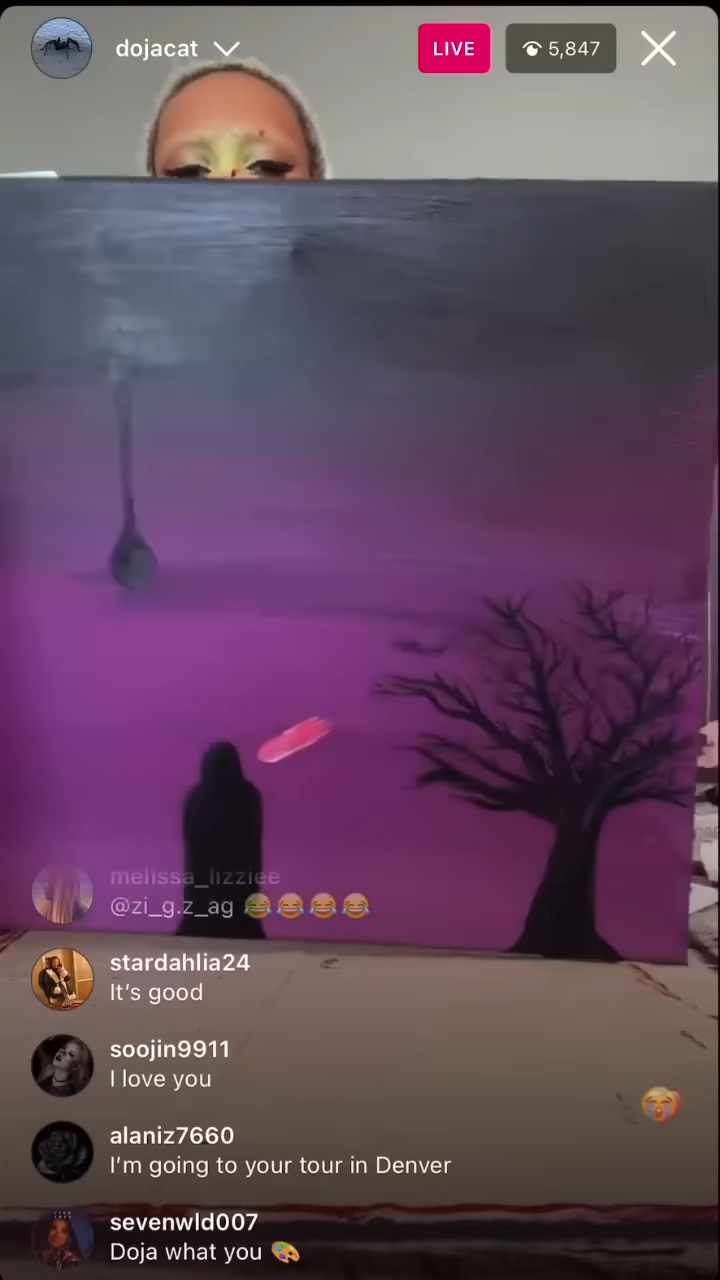 dojacat
LIVE
5,847
melissa_lizziee
@zi_g.z_ag 😂😂😂😂
stardahlia24
It’s good
soojin9911
I love you
alaniz7660
I’m going to your tour in Denver
sevenwld007
Doja what you 🎨